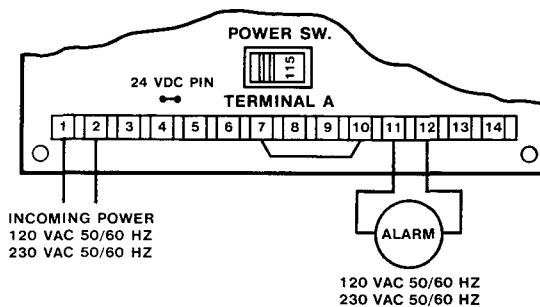 POWER SW.
115
24 VDC PIN
TERMINAL A
1 2 3 4 5 6 7 8 9 10 11 12 13 14
INCOMING POWER
120 VAC 50/60 HZ
230 VAC 50/60 HZ
ALARM
120 VAC 50/60 HZ
230 VAC 50/60 HZ